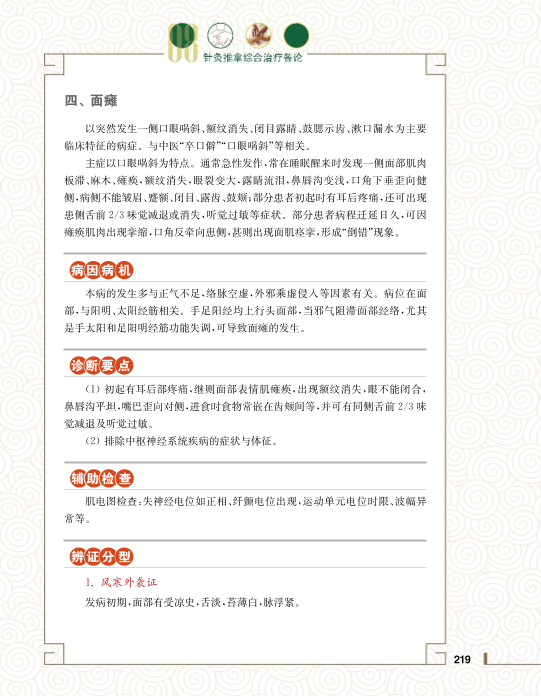 08
针灸推拿综合治疗各论
四、面瘫
以突然发生一侧口眼㖞斜、额纹消失、闭目露睛、鼓腮示齿、漱口漏水为主要
临床特征的病症。与中医“卒口僻”“口眼㖞斜”等相关。
主症以口眼㖞斜为特点。通常急性发作,常在睡眠醒来时发现一侧面部肌肉
板滞、麻木、瘫痪,额纹消失,眼裂变大,露睛流泪,鼻唇沟变浅,口角下垂歪向健
侧,病侧不能皱眉、蹙额、闭目、露齿、鼓颊;部分患者初起时有耳后疼痛,还可出现
患侧舌前 2/3 味觉减退或消失,听觉过敏等症状。部分患者病程迁延日久,可因
瘫痪肌肉出现挛缩,口角反牵向患侧,甚则出现面肌痉挛,形成“倒错”现象。
病因病机
本病的发生多与正气不足,络脉空虚,外邪乘虚侵入等因素有关。病位在面
部,与阳明、太阳经筋相关。手足阳经均上行头面部,当邪气阻滞面部经络,尤其
是手太阳和足阳明经筋功能失调,可导致面瘫的发生。
诊断要点
(1) 初起有耳后部疼痛,继则面部表情肌瘫痪,出现额纹消失,眼不能闭合,
鼻唇沟平坦,嘴巴歪向对侧,进食时食物常嵌在齿颊间等,并可有同侧舌前 2/3 味
觉减退及听觉过敏。
(2) 排除中枢神经系统疾病的症状与体征。
辅助检查
肌电图检查:失神经电位如正相、纤颤电位出现,运动单元电位时限、波幅异
常等。
辨证分型
1. 风寒外袭证
发病初期,面部有受凉史,舌淡,苔薄白,脉浮紧。
219